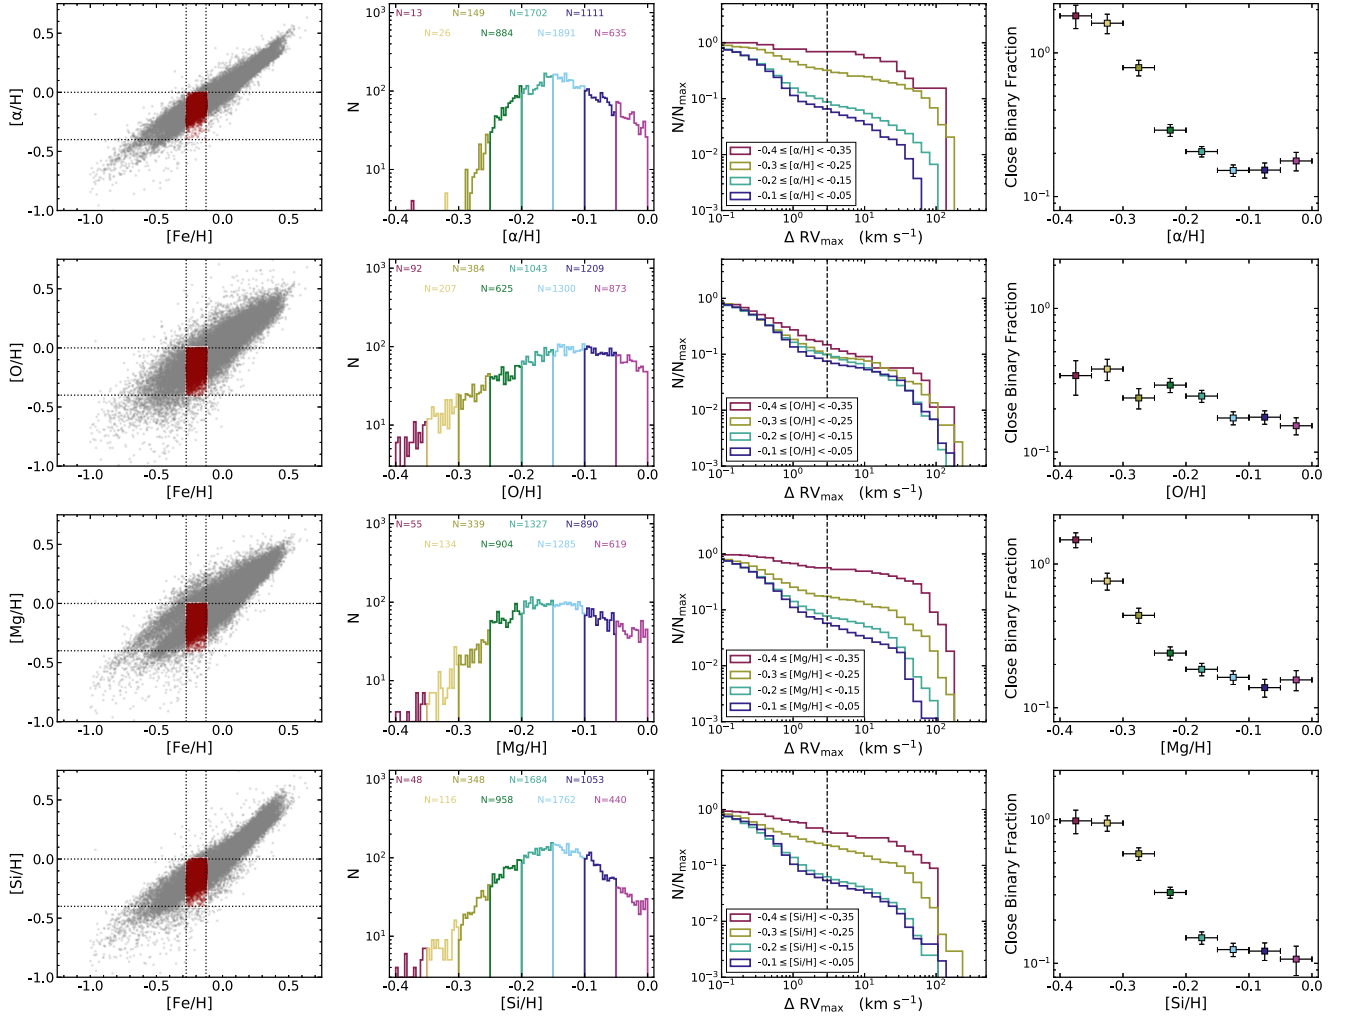 0.5
0.0
-0.5
-1.0
[α/H]
-1.0 -0.5 0.0 0.5
[Fe/H]
10³
10²
10¹
N
N=13 N=149 N=1702 N=1111
N=26 N=884 N=1891 N=635
-0.4 -0.3 -0.2 -0.1 0.0
[α/H]
10⁰
10⁻¹
10⁻²
10⁻³
N/Nₘₐₓ
-0.4 ≤ [α/H] < -0.35
-0.3 ≤ [α/H] < -0.25
-0.2 ≤ [α/H] < -0.15
-0.1 ≤ [α/H] < -0.05
10⁻¹ 10⁰ 10¹ 10²
Δ RVₘₐₓ (km s⁻¹)
10⁰
10⁻¹
Close Binary Fraction
-0.4 -0.3 -0.2 -0.1 0.0
[α/H]
0.5
0.0
-0.5
-1.0
[O/H]
-1.0 -0.5 0.0 0.5
[Fe/H]
10³
10²
10¹
N
N=92 N=384 N=1043 N=1209
N=207 N=625 N=1300 N=873
-0.4 -0.3 -0.2 -0.1 0.0
[O/H]
10⁰
10⁻¹
10⁻²
10⁻³
N/Nₘₐₓ
-0.4 ≤ [O/H] < -0.35
-0.3 ≤ [O/H] < -0.25
-0.2 ≤ [O/H] < -0.15
-0.1 ≤ [O/H] < -0.05
10⁻¹ 10⁰ 10¹ 10²
Δ RVₘₐₓ (km s⁻¹)
10⁰
10⁻¹
Close Binary Fraction
-0.4 -0.3 -0.2 -0.1 0.0
[O/H]
0.5
0.0
-0.5
-1.0
[Mg/H]
-1.0 -0.5 0.0 0.5
[Fe/H]
10³
10²
10¹
N
N=55 N=339 N=1327 N=890
N=134 N=904 N=1285 N=619
-0.4 -0.3 -0.2 -0.1 0.0
[Mg/H]
10⁰
10⁻¹
10⁻²
10⁻³
N/Nₘₐₓ
-0.4 ≤ [Mg/H] < -0.35
-0.3 ≤ [Mg/H] < -0.25
-0.2 ≤ [Mg/H] < -0.15
-0.1 ≤ [Mg/H] < -0.05
10⁻¹ 10⁰ 10¹ 10²
Δ RVₘₐₓ (km s⁻¹)
10⁰
10⁻¹
Close Binary Fraction
-0.4 -0.3 -0.2 -0.1 0.0
[Mg/H]
0.5
0.0
-0.5
-1.0
[Si/H]
-1.0 -0.5 0.0 0.5
[Fe/H]
10³
10²
10¹
N
N=48 N=348 N=1684 N=1053
N=116 N=958 N=1762 N=440
-0.4 -0.3 -0.2 -0.1 0.0
[Si/H]
10⁰
10⁻¹
10⁻²
10⁻³
N/Nₘₐₓ
-0.4 ≤ [Si/H] < -0.35
-0.3 ≤ [Si/H] < -0.25
-0.2 ≤ [Si/H] < -0.15
-0.1 ≤ [Si/H] < -0.05
10⁻¹ 10⁰ 10¹ 10²
Δ RVₘₐₓ (km s⁻¹)
10⁰
10⁻¹
Close Binary Fraction
-0.4 -0.3 -0.2 -0.1 0.0
[Si/H]